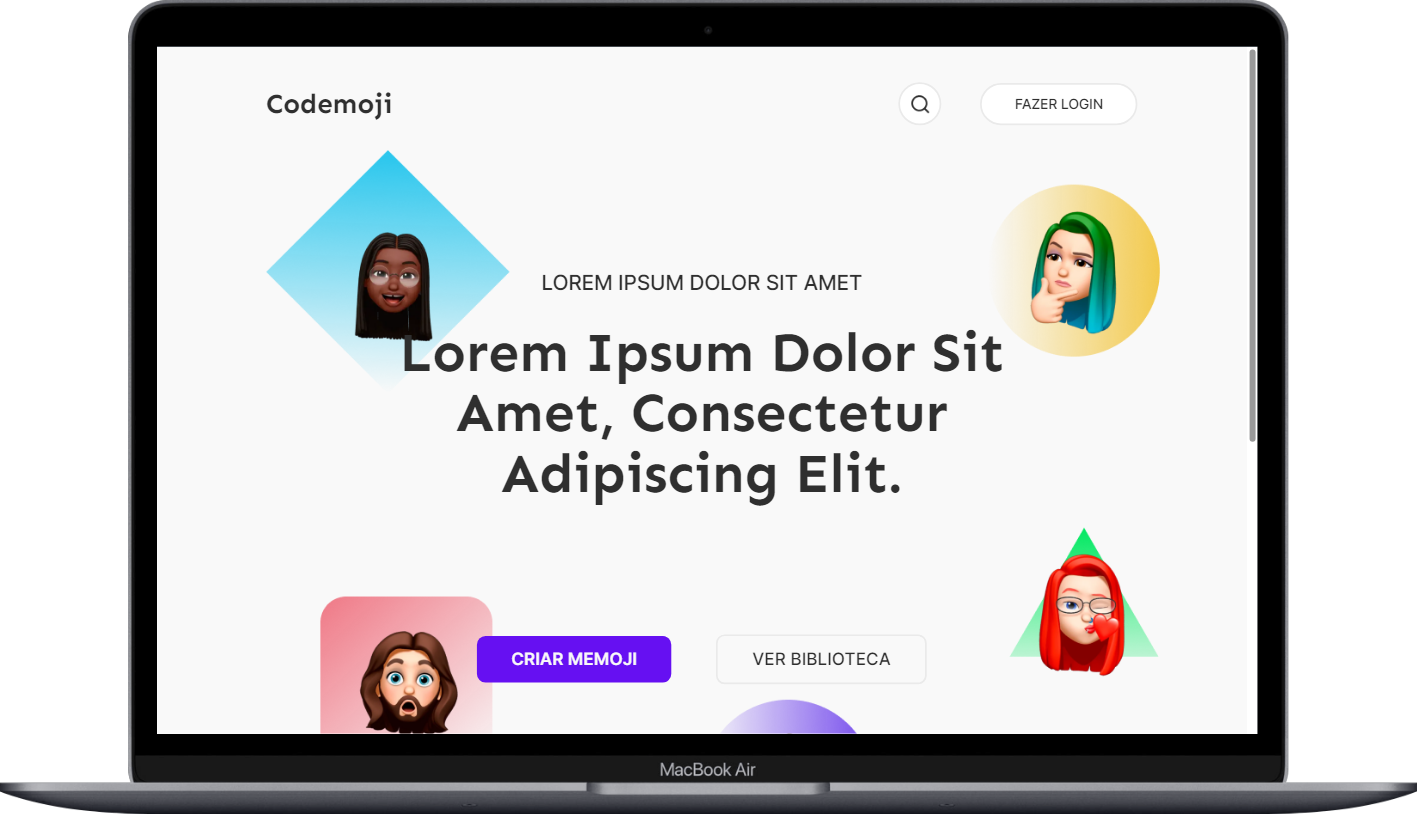 Codemoji
FAZER LOGIN
LOREM IPSUM DOLOR SIT AMET
Lorem Ipsum Dolor Sit
Amet, Consectetur
Adipiscing Elit.
CRIAR MEMOJI
VER BIBLIOTECA
MacBook Air